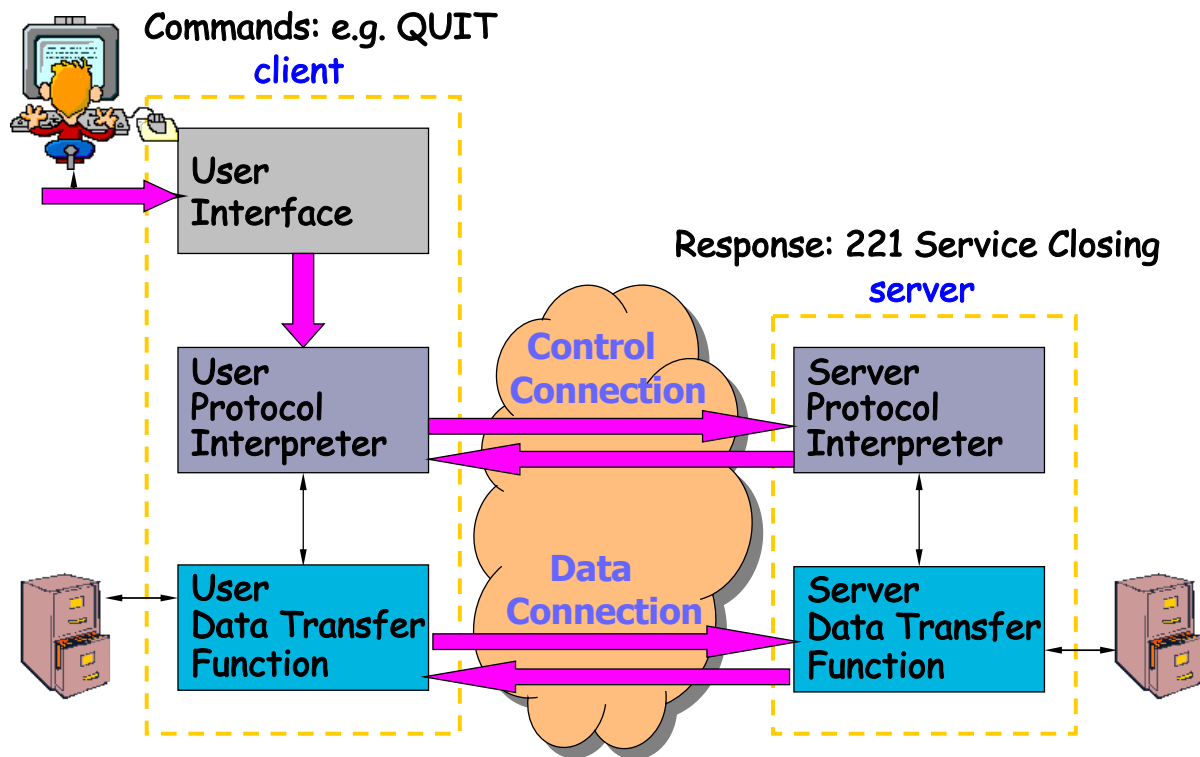 Commands: e.g. QUIT
client
User
Interface
Response: 221 Service Closing
server
Control
Connection
User
Protocol
Interpreter
Server
Protocol
Interpreter
Data
Connection
User
Data Transfer
Function
Server
Data Transfer
Function